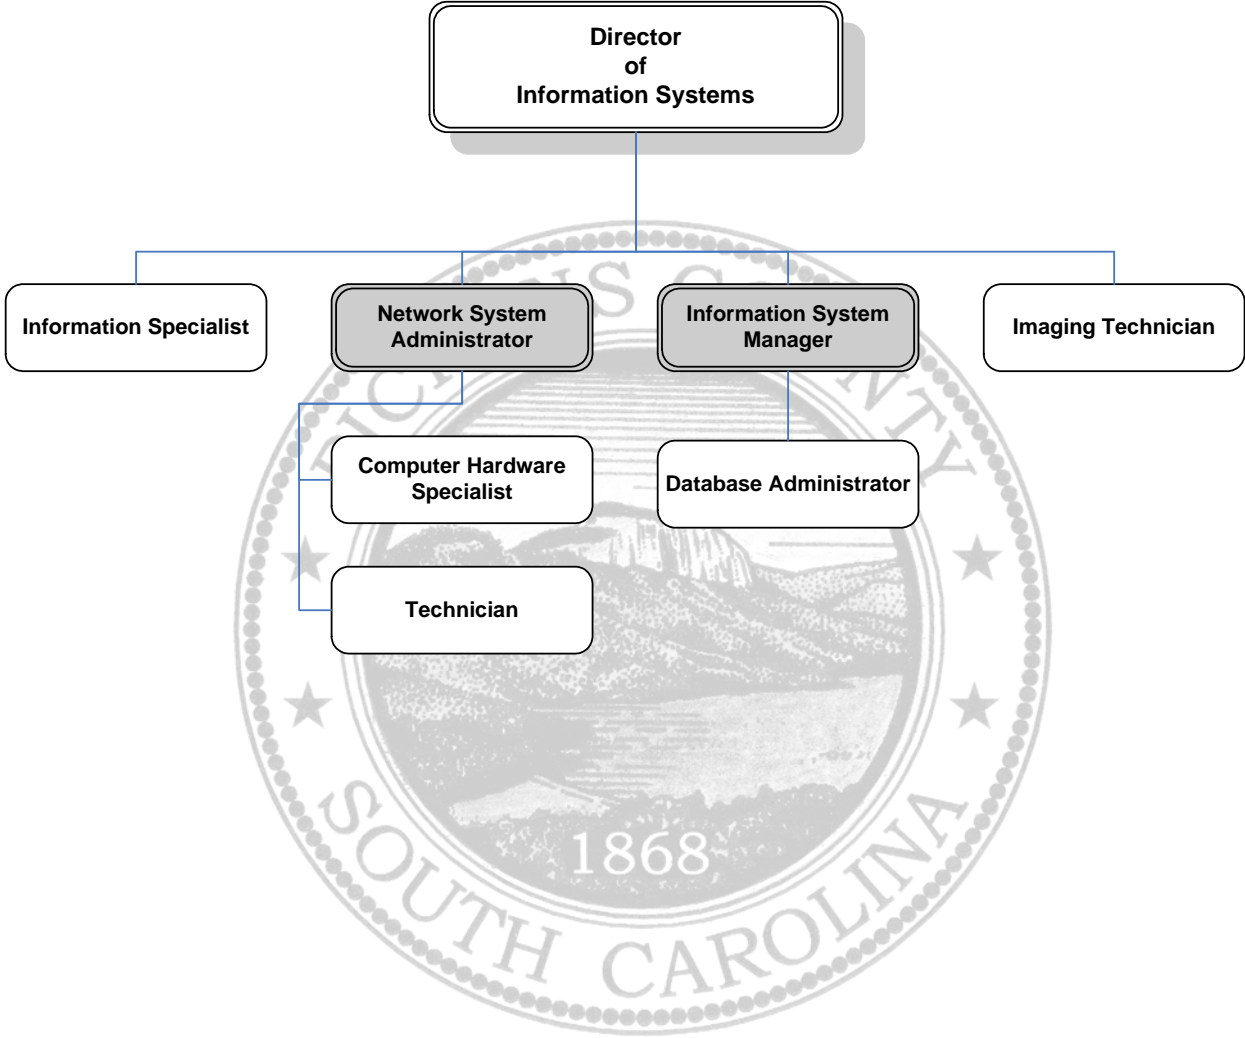 Director
of
Information Systems
Information Specialist
Network System
Administrator
Information System
Manager
Imaging Technician
Computer Hardware
Specialist
Database Administrator
Technician
1868
SOUTH CAROLINA